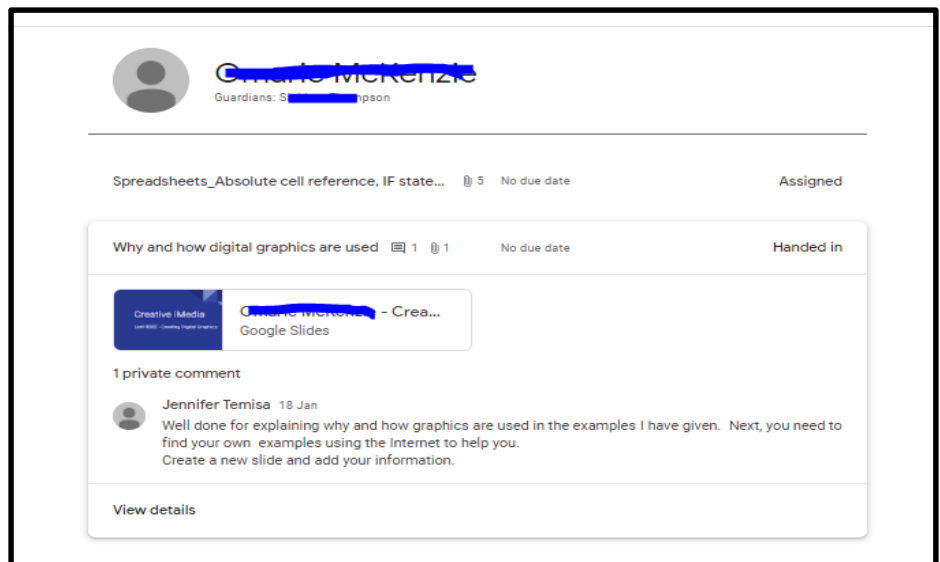 Guardians:
Spreadsheets_Absolute cell reference, IF state... 5 No due date Assigned
Why and how digital graphics are used 1 1 No due date Handed in
Creative iMedia
Creating Digital Graphics
- Crea...
Google Slides
1 private comment
Jennifer Temisa 18 Jan
Well done for explaining why and how graphics are used in the examples I have given. Next, you need to
find your own examples using the Internet to help you.
Create a new slide and add your information.
View details